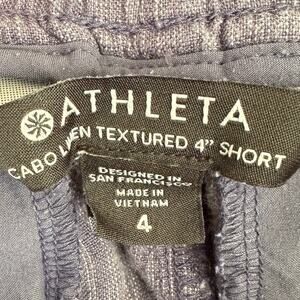 ATHLETA
CABO LINEN TEXTURED 4" SHORT
DESIGNED IN
SAN FRANCISCO
MADE IN
VIETNAM
4